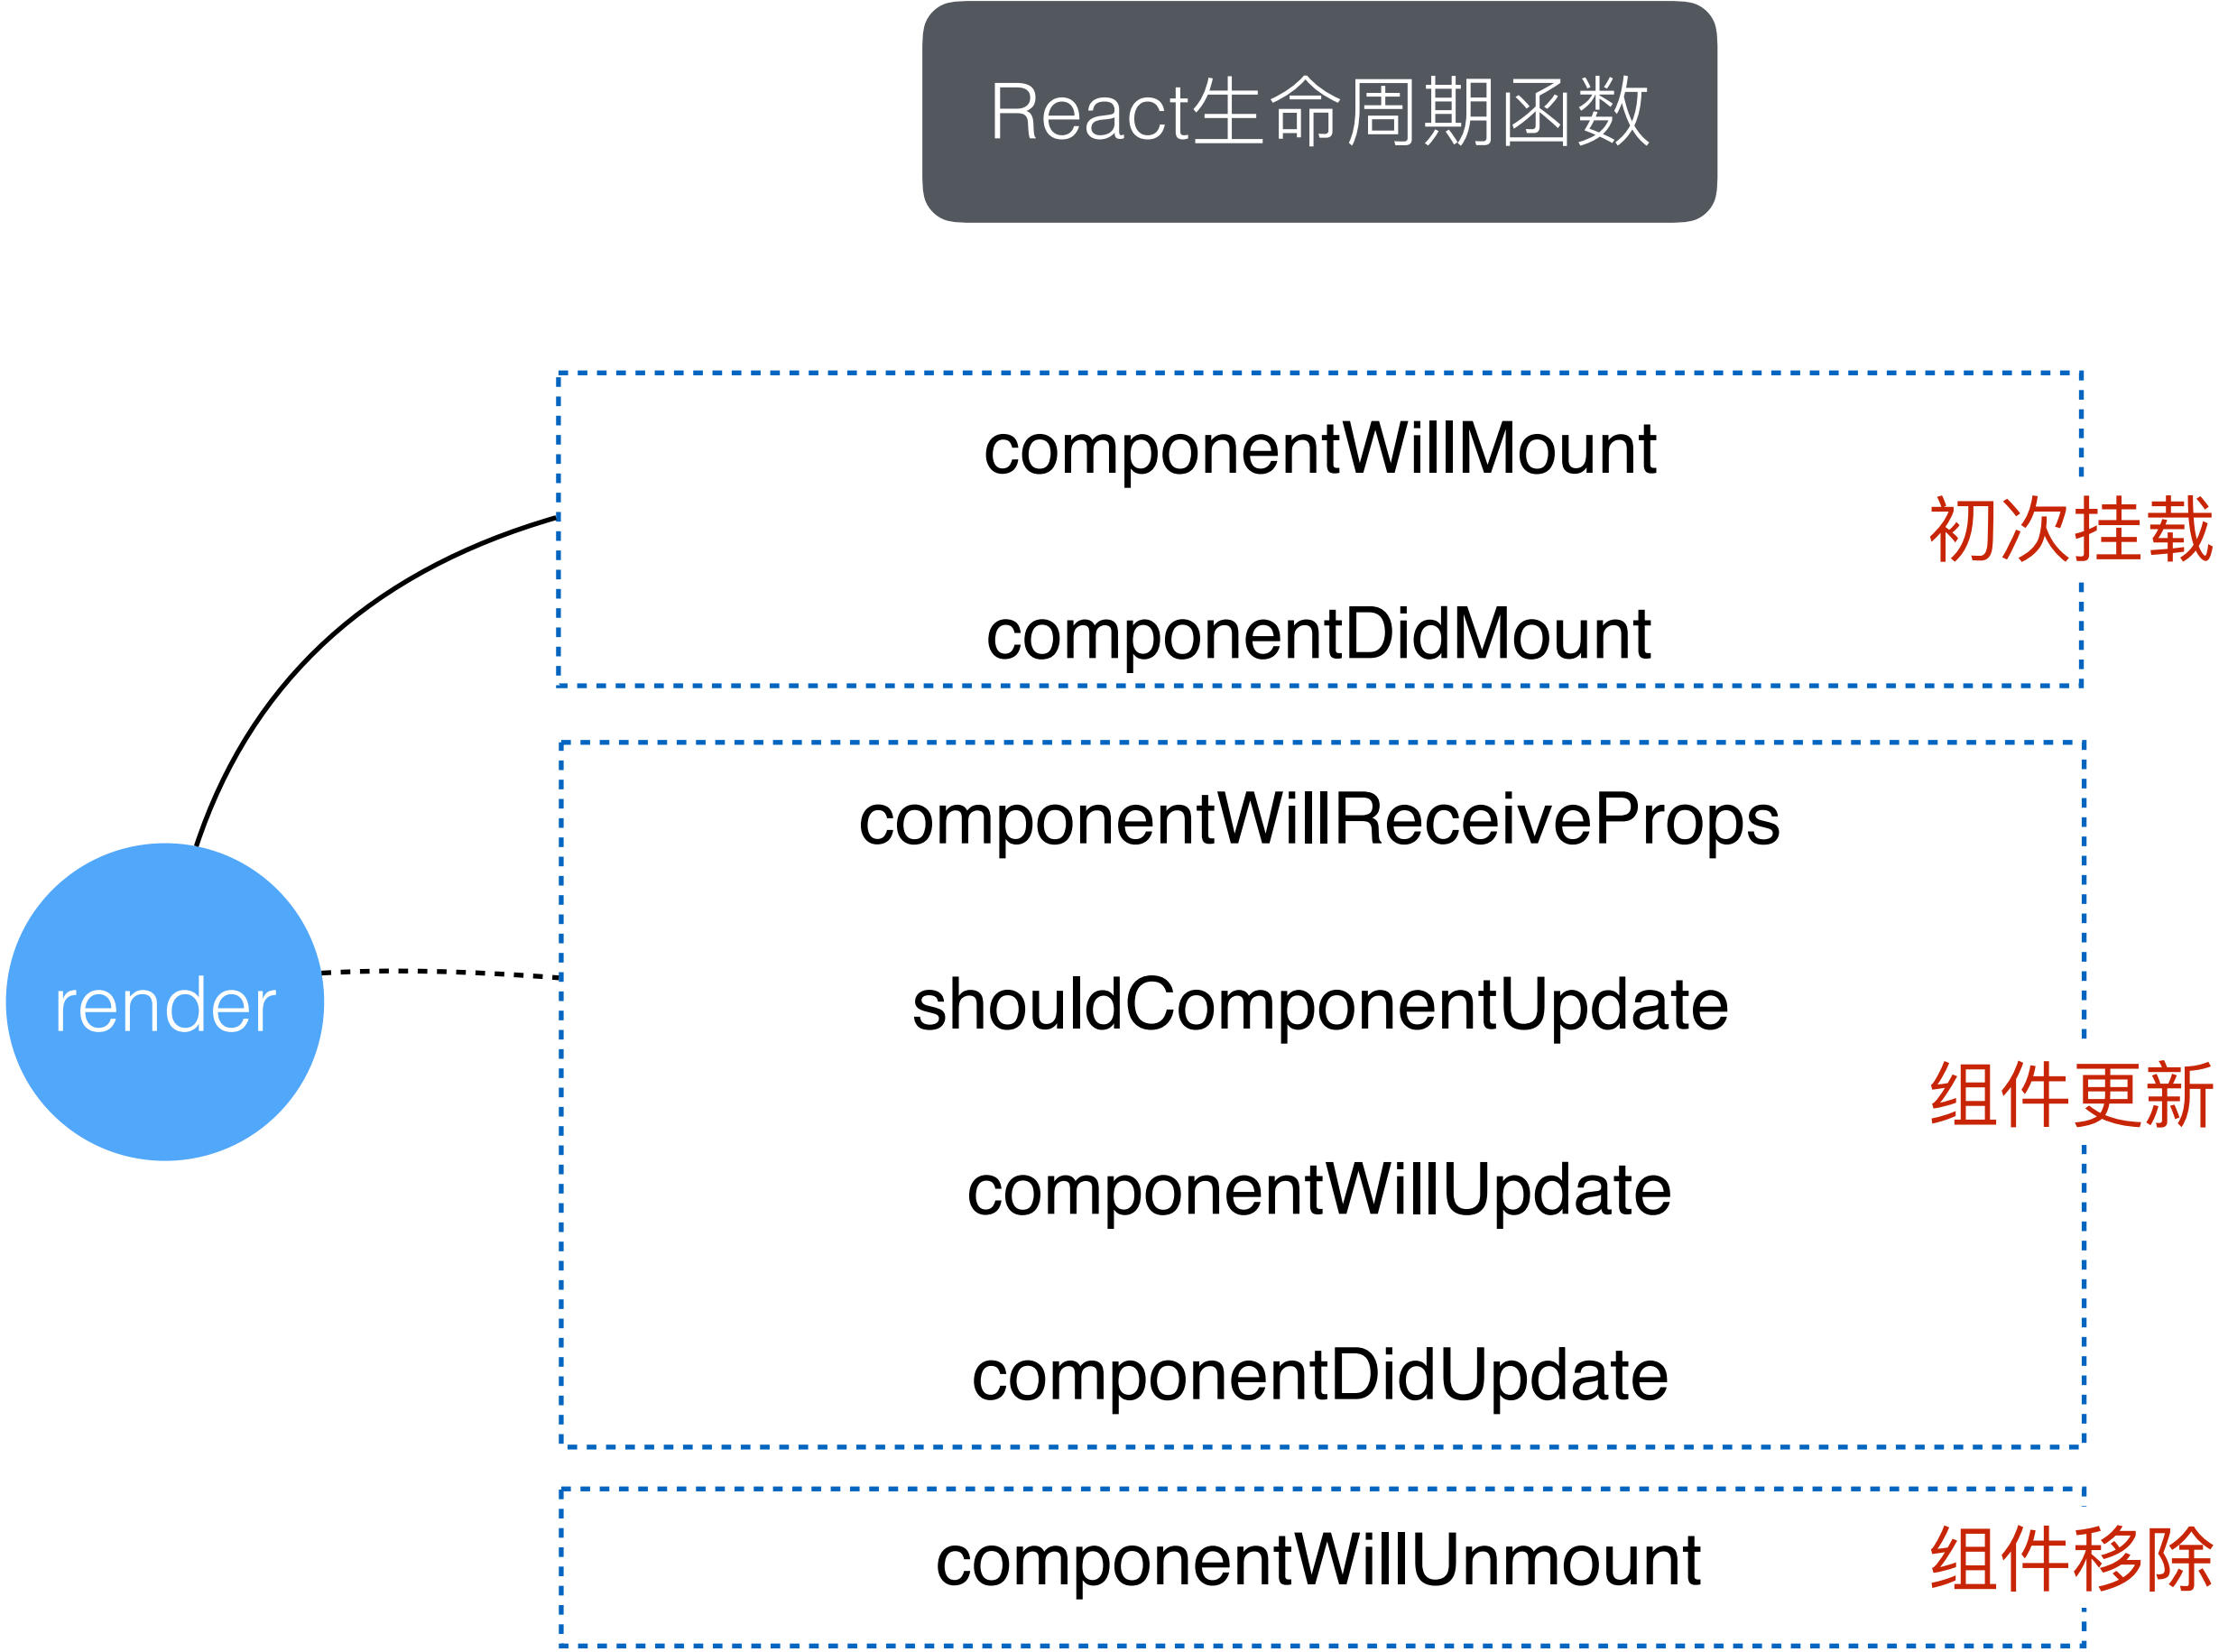 React生命周期函数
componentWillMount
初次挂载
componentDidMount
componentWillReceiveProps
render
shouldComponentUpdate
组件更新
componentWillUpdate
componentDidUpdate
componentWillUnmount
组件移除